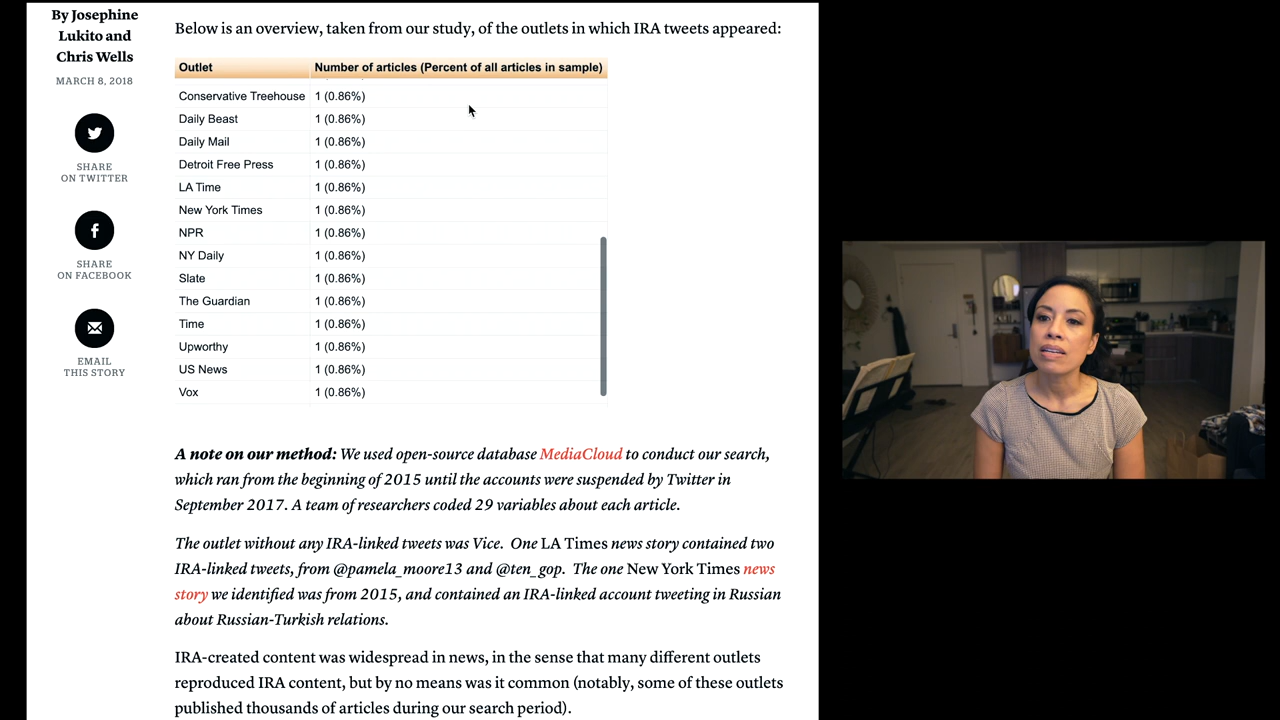 By Josephine
Lukito and
Chris Wells
MARCH 8, 2018
SHARE
ON TWITTER
SHARE
ON FACEBOOK
EMAIL
THIS STORY
Below is an overview, taken from our study, of the outlets in which IRA tweets appeared:
Outlet Number of articles (Percent of all articles in sample)
Conservative Treehouse 1 (0.86%)
Daily Beast 1 (0.86%)
Daily Mail 1 (0.86%)
Detroit Free Press 1 (0.86%)
LA Time 1 (0.86%)
New York Times 1 (0.86%)
NPR 1 (0.86%)
NY Daily 1 (0.86%)
Slate 1 (0.86%)
The Guardian 1 (0.86%)
Time 1 (0.86%)
Upworthy 1 (0.86%)
US News 1 (0.86%)
Vox 1 (0.86%)
A note on our method: We used open-source database MediaCloud to conduct our search,
which ran from the beginning of 2015 until the accounts were suspended by Twitter in
September 2017. A team of researchers coded 29 variables about each article.
The outlet without any IRA-linked tweets was Vice. One LA Times news story contained two
IRA-linked tweets, from @pamela_moore13 and @ten_gop. The one New York Times news
story we identified was from 2015, and contained an IRA-linked account tweeting in Russian
about Russian-Turkish relations.
IRA-created content was widespread in news, in the sense that many different outlets
reproduced IRA content, but by no means was it common (notably, some of these outlets
published thousands of articles during our search period).